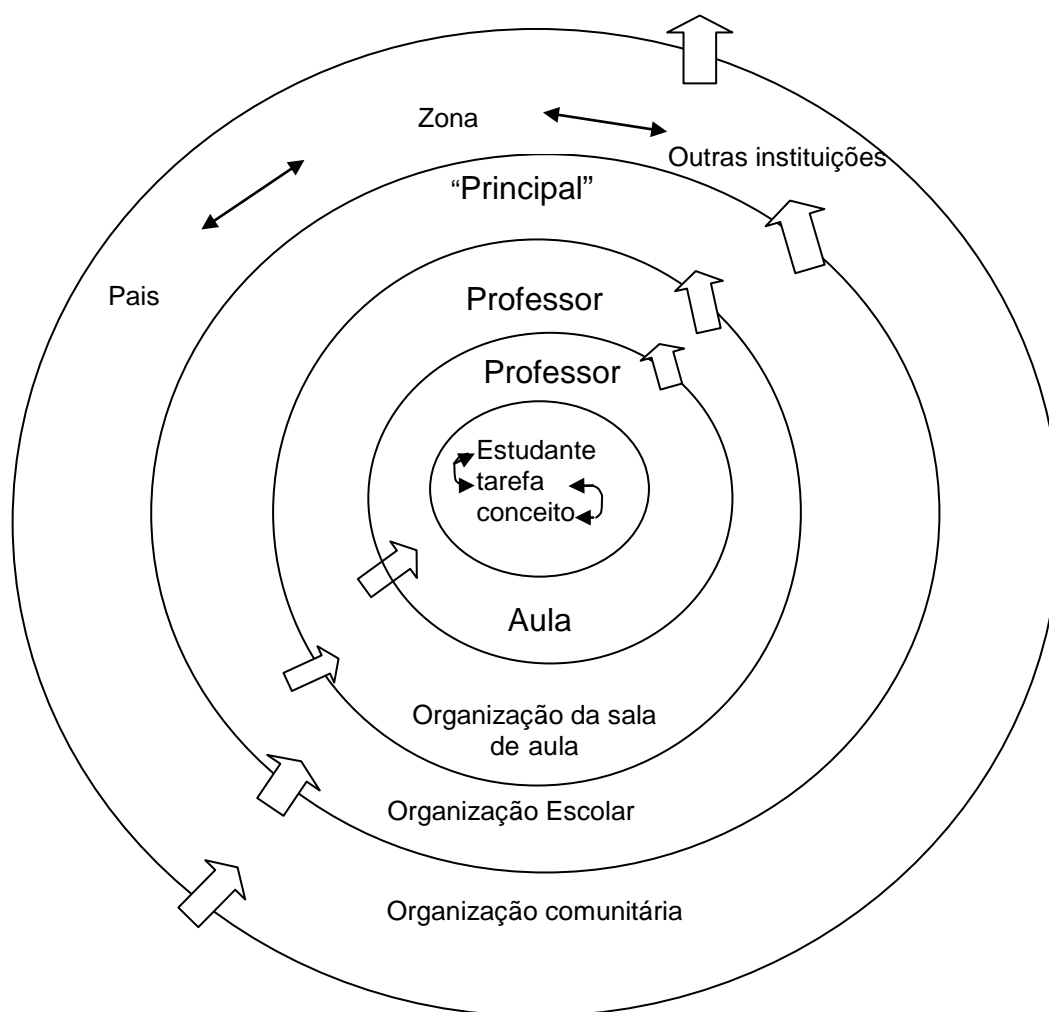 Zona
Outras instituições
“Principal”
Pais
Professor
Professor
Estudante
tarefa
conceito
Aula
Organização da sala
de aula
Organização Escolar
Organização comunitária